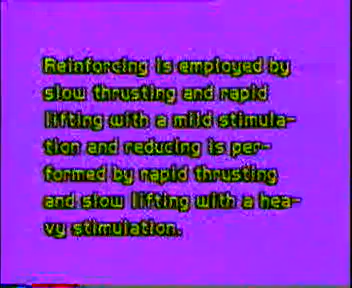 Reinforcing is employed by
slow thrusting and rapid
lifting with a mild stimula-
tion and reducing is per-
formed by rapid thrusting
and slow lifting with a hea-
vy stimulation.